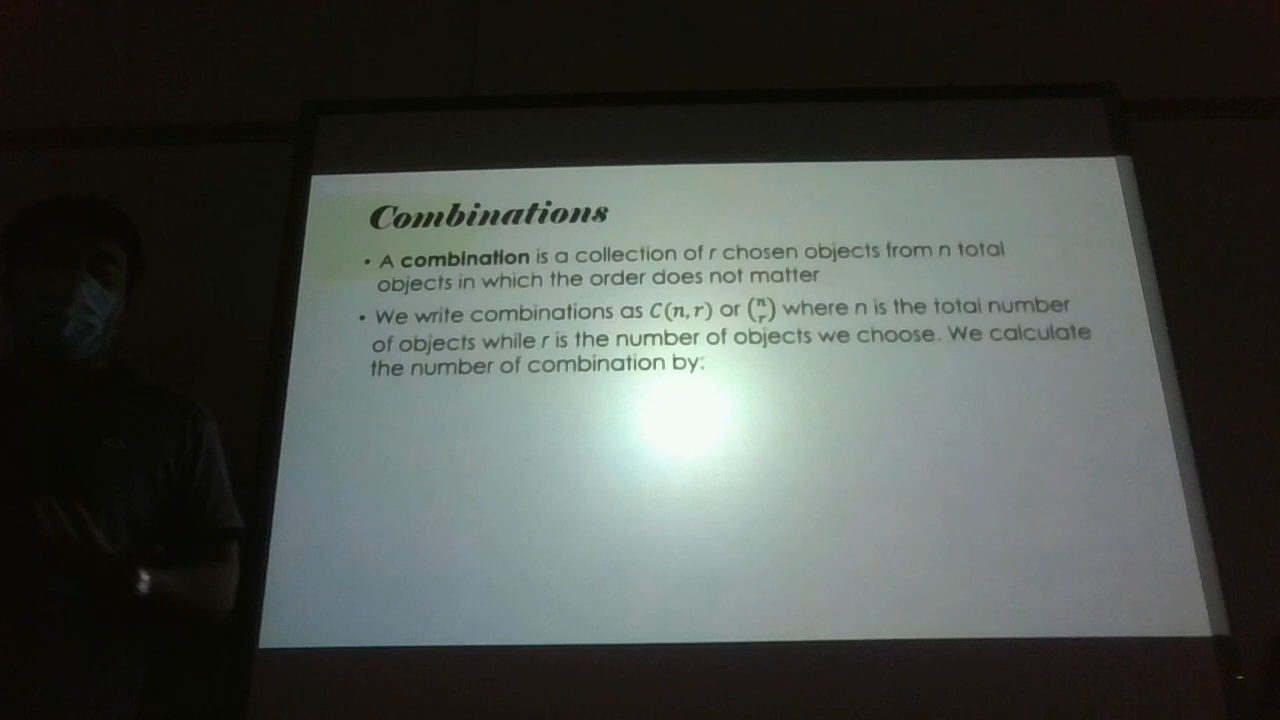 Combinations
• A combination is a collection of r chosen objects from n total
objects in which the order does not matter
• We write combinations as C(n,r) or (n r) where n is the total number
of objects while r is the number of objects we choose. We calculate
the number of combination by: